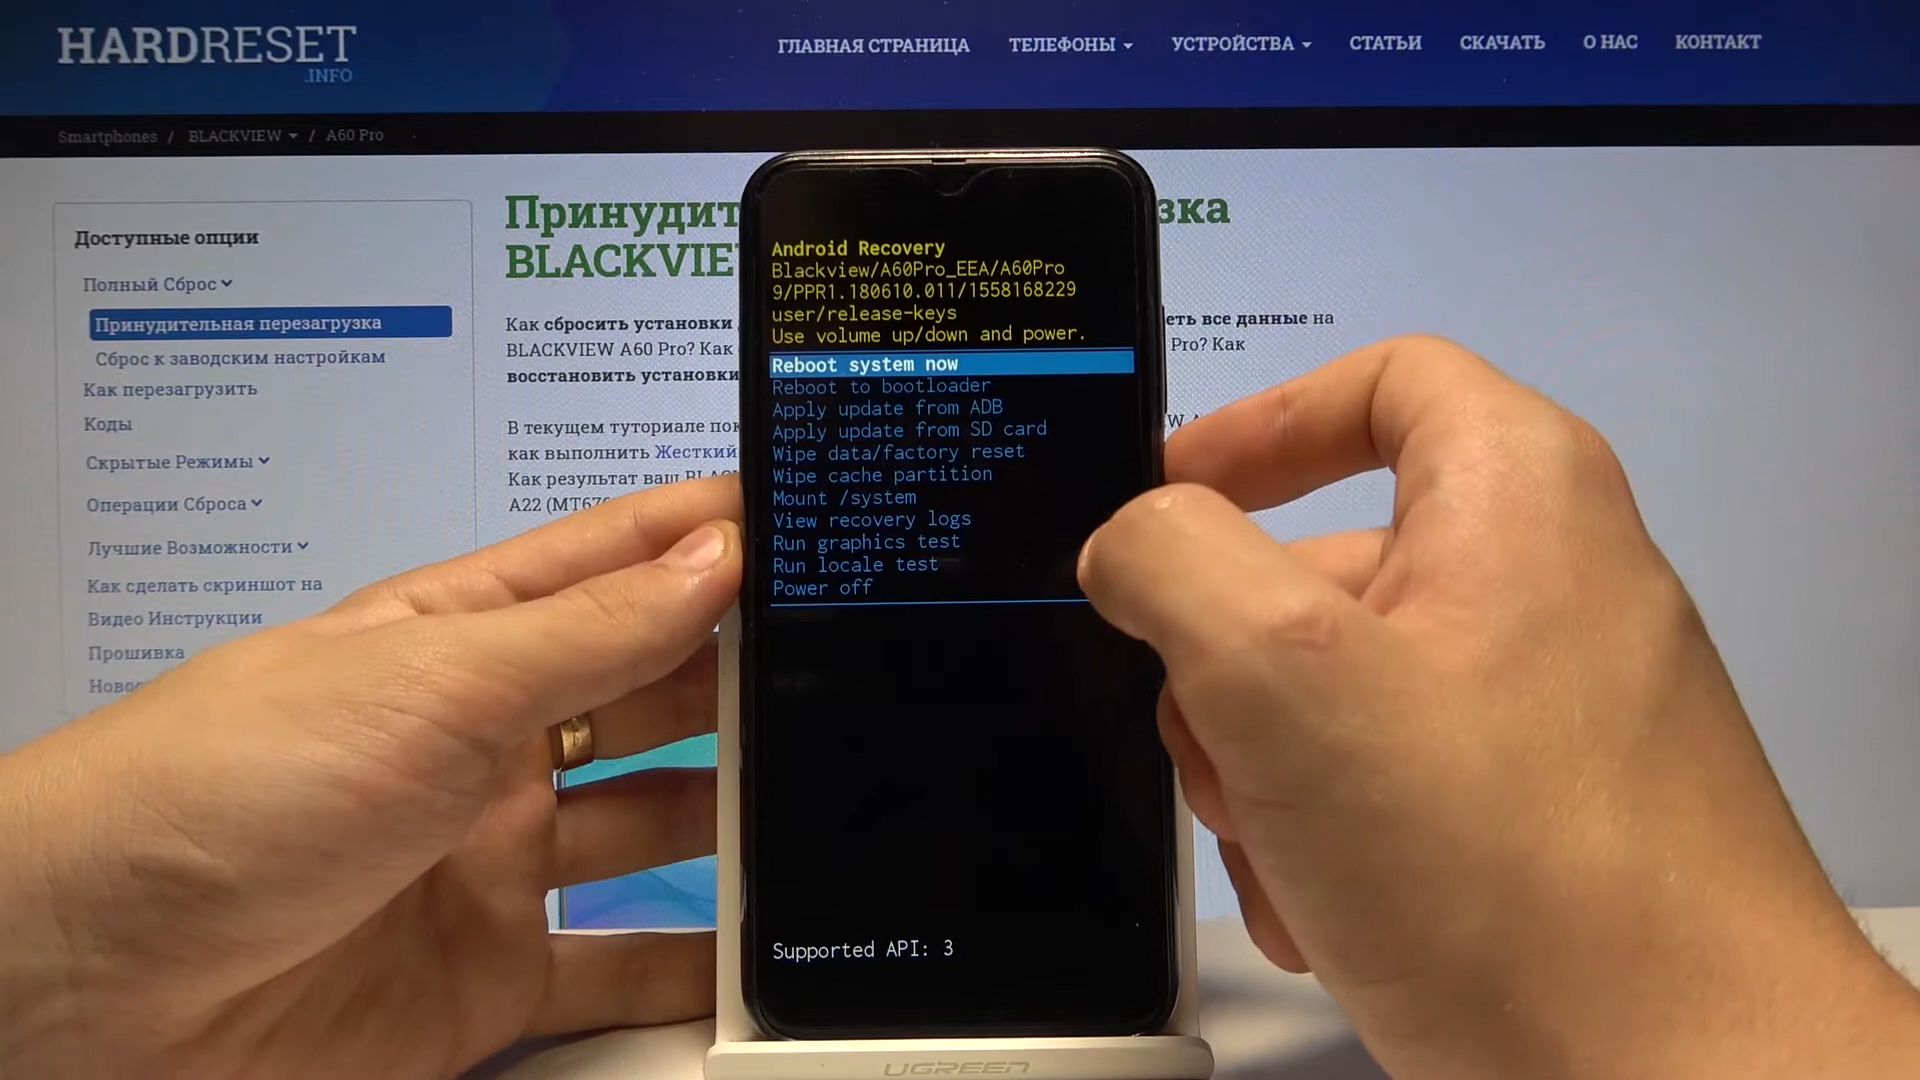 HARDRESET
.INFO
ГЛАВНАЯ СТРАНИЦА ТЕЛЕФОНЫ УСТРОЙСТВА СТАТЬИ СКАЧАТЬ О НАС КОНТАКТ
Smartphones / BLACKVIEW / A60 Pro
Доступные опции
Полный Сброс
Принудительная перезагрузка
Сброс к заводским настройкам
Как перезагрузить
Коды
Скрытые Режимы
Операции Сброса
Лучшие Возможности
Как сделать скриншот на
Видео Инструкции
Прошивка
Ново
Принудит зка
BLACKVIE
Как сбросить установки еть все данные на
BLACKVIEW A60 Pro? Как Pro? Как
восстановить установки
В текущем туториале пок
как выполнить Жесткий
Как результат ваш BLA
A22 (MT67
Android Recovery
Blackview/A60Pro_EEA/A60Pro
9/PPR1.180610.011/1558168229
user/release-keys
Use volume up/down and power.
Reboot system now
Reboot to bootloader
Apply update from ADB
Apply update from SD card
Wipe data/factory reset
Wipe cache partition
Mount /system
View recovery logs
Run graphics test
Run locale test
Power off
Supported API: 3
UGREEN